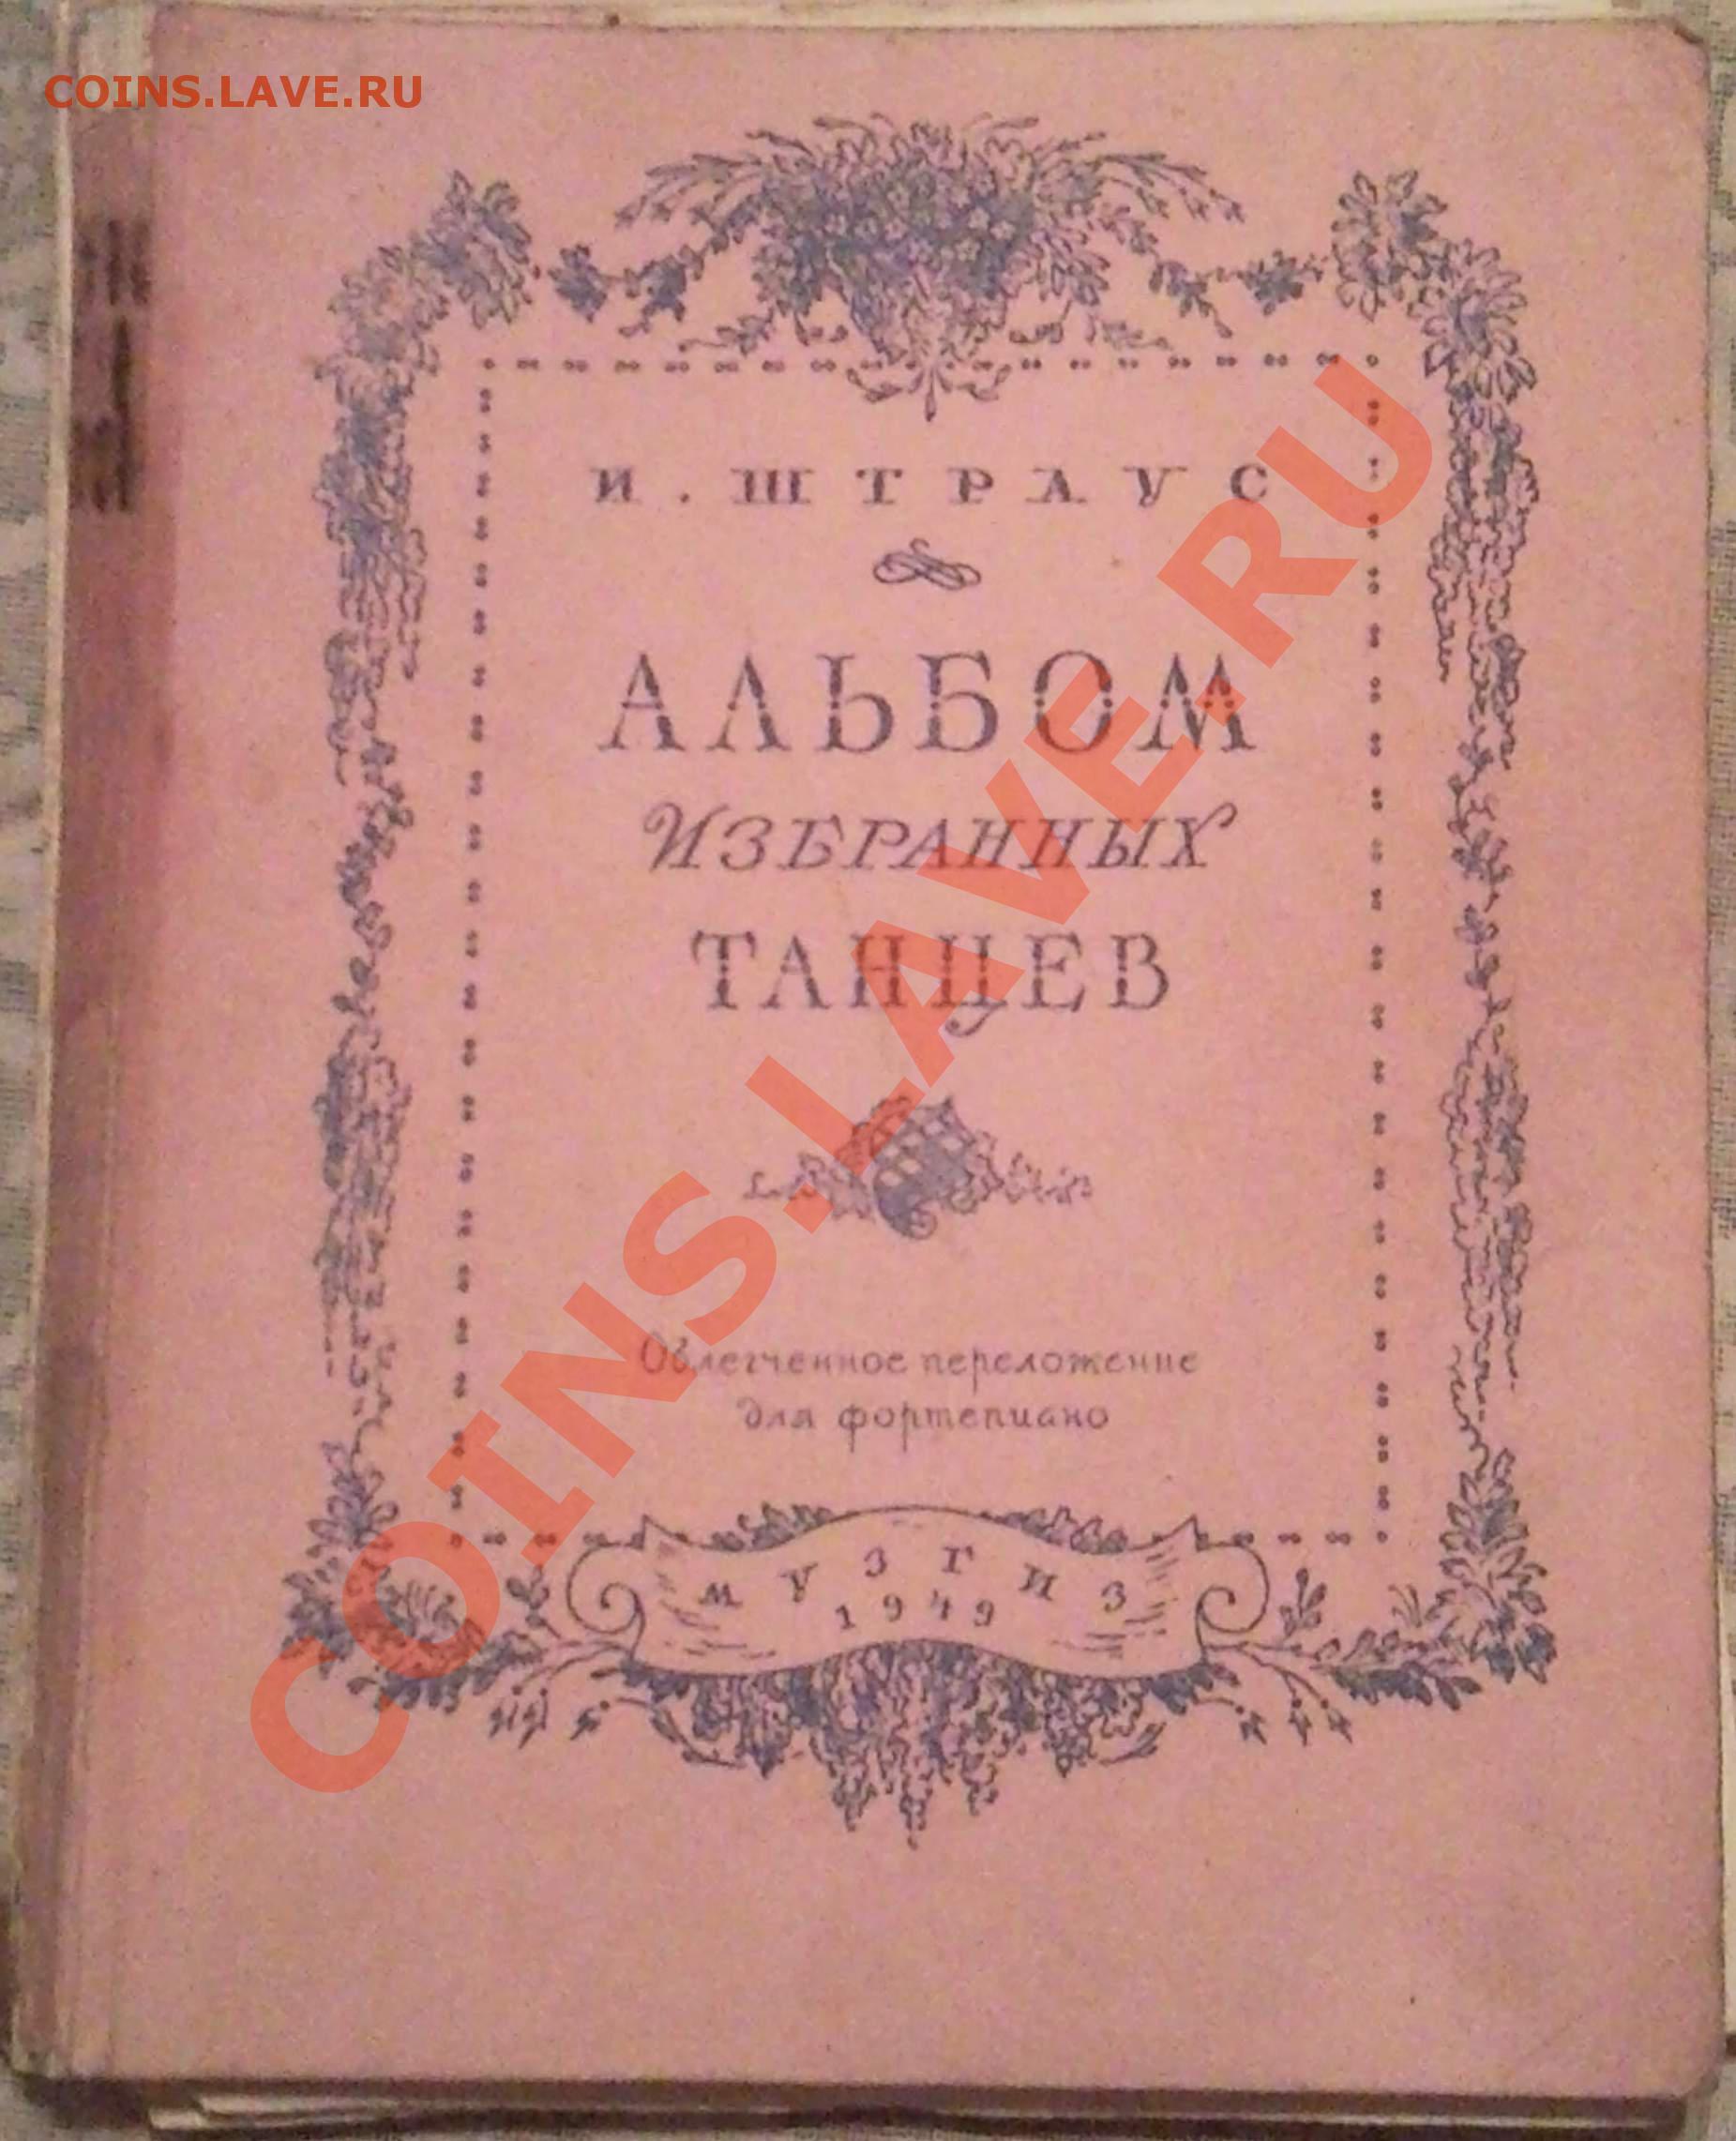 COINS.LAVE.RU
И. ШТРАУС
АЛЬБОМ
ИЗБРАННЫХ
ТАНЦЕВ
Облегченное переложение
для фортепиано
МУЗГИЗ
1949
COINS.LAVE.RU